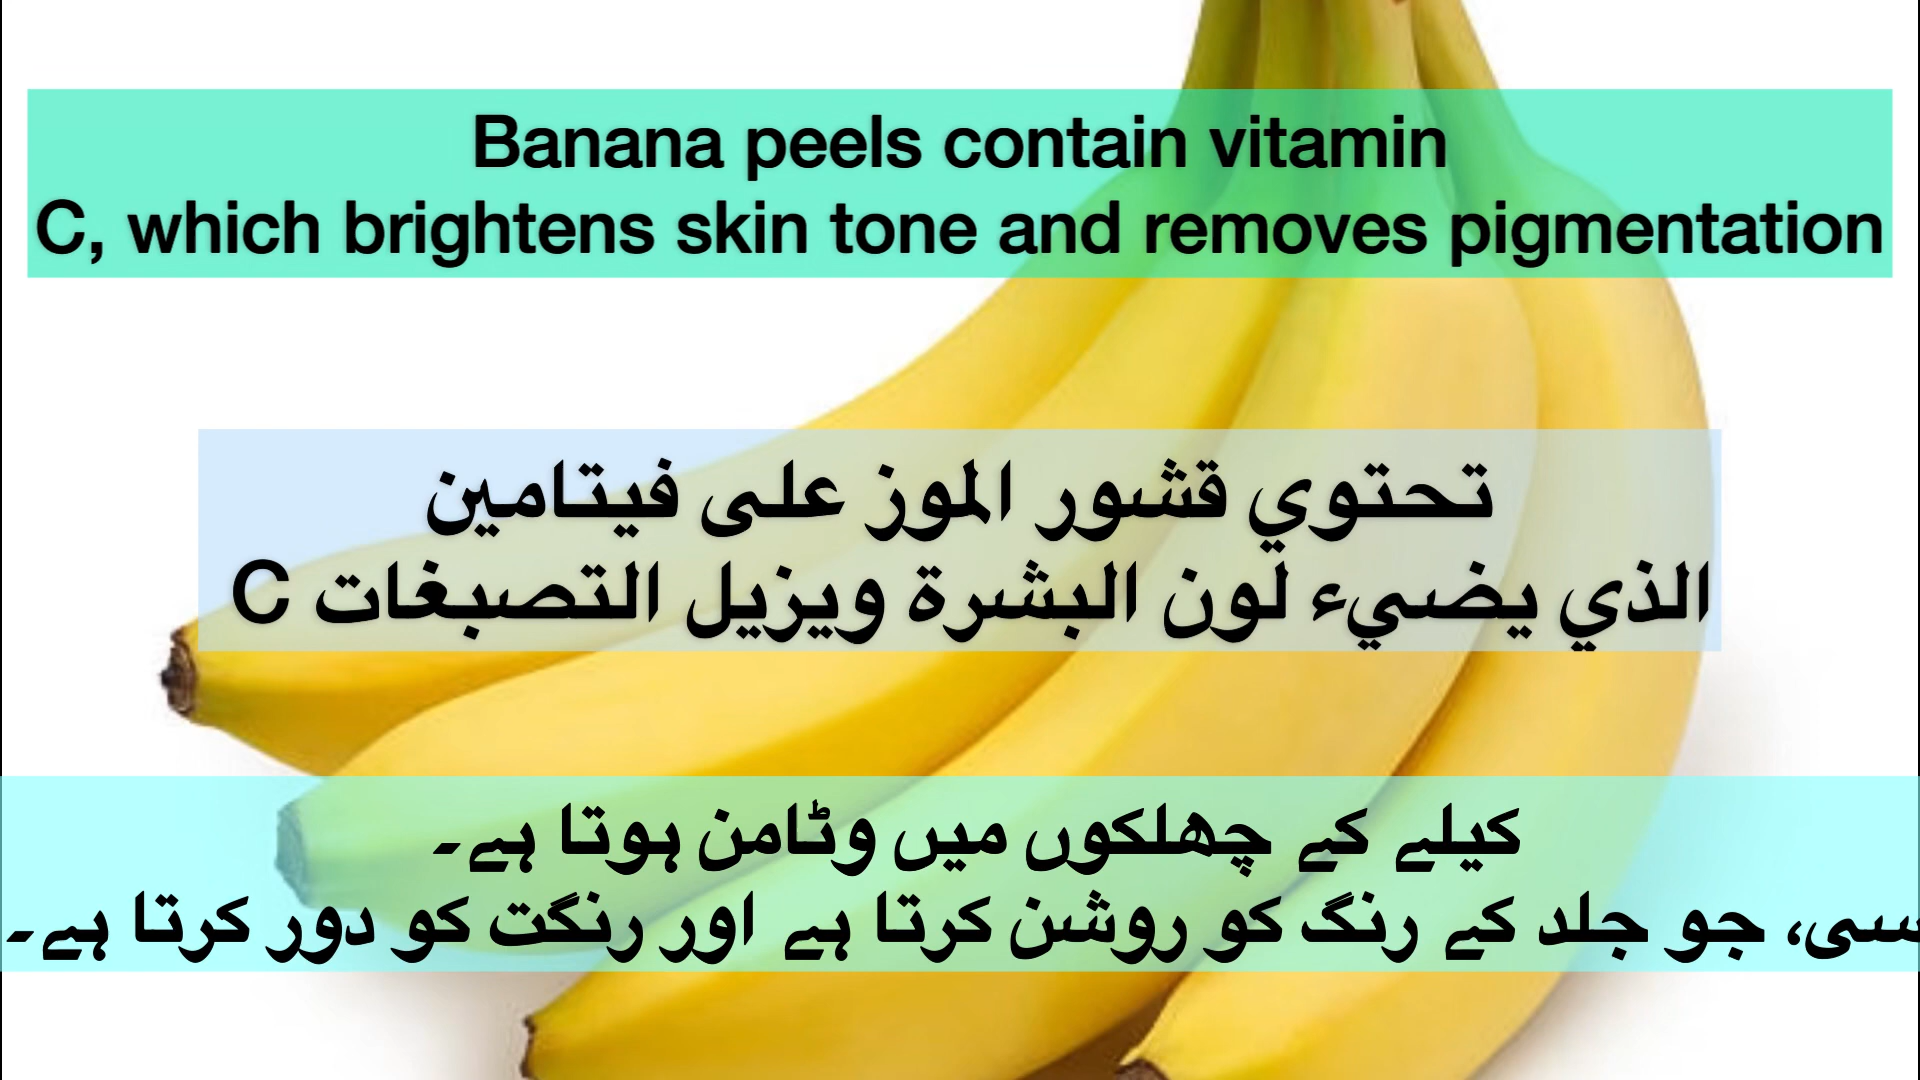 Banana peels contain vitamin
C, which brightens skin tone and removes pigmentation
تحتوي قشور الموز على فيتامين
الذي يضيء لون البشرة ويزيل التصبغات C
کیلے کے چھلکوں میں وٹامن ہوتا ہے۔
سی، جو جلد کے رنگ کو روشن کرتا ہے اور رنگت کو دور کرتا ہے۔